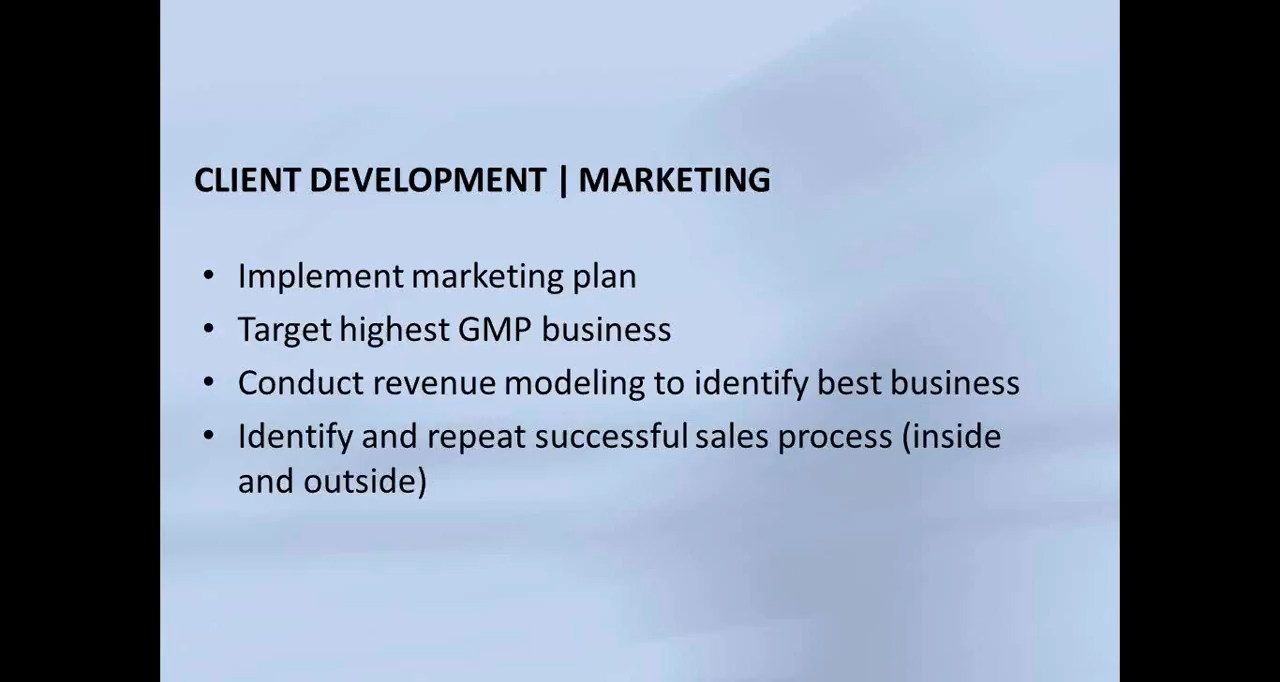 CLIENT DEVELOPMENT | MARKETING
• Implement marketing plan
• Target highest GMP business
• Conduct revenue modeling to identify best business
• Identify and repeat successful sales process (inside
and outside)